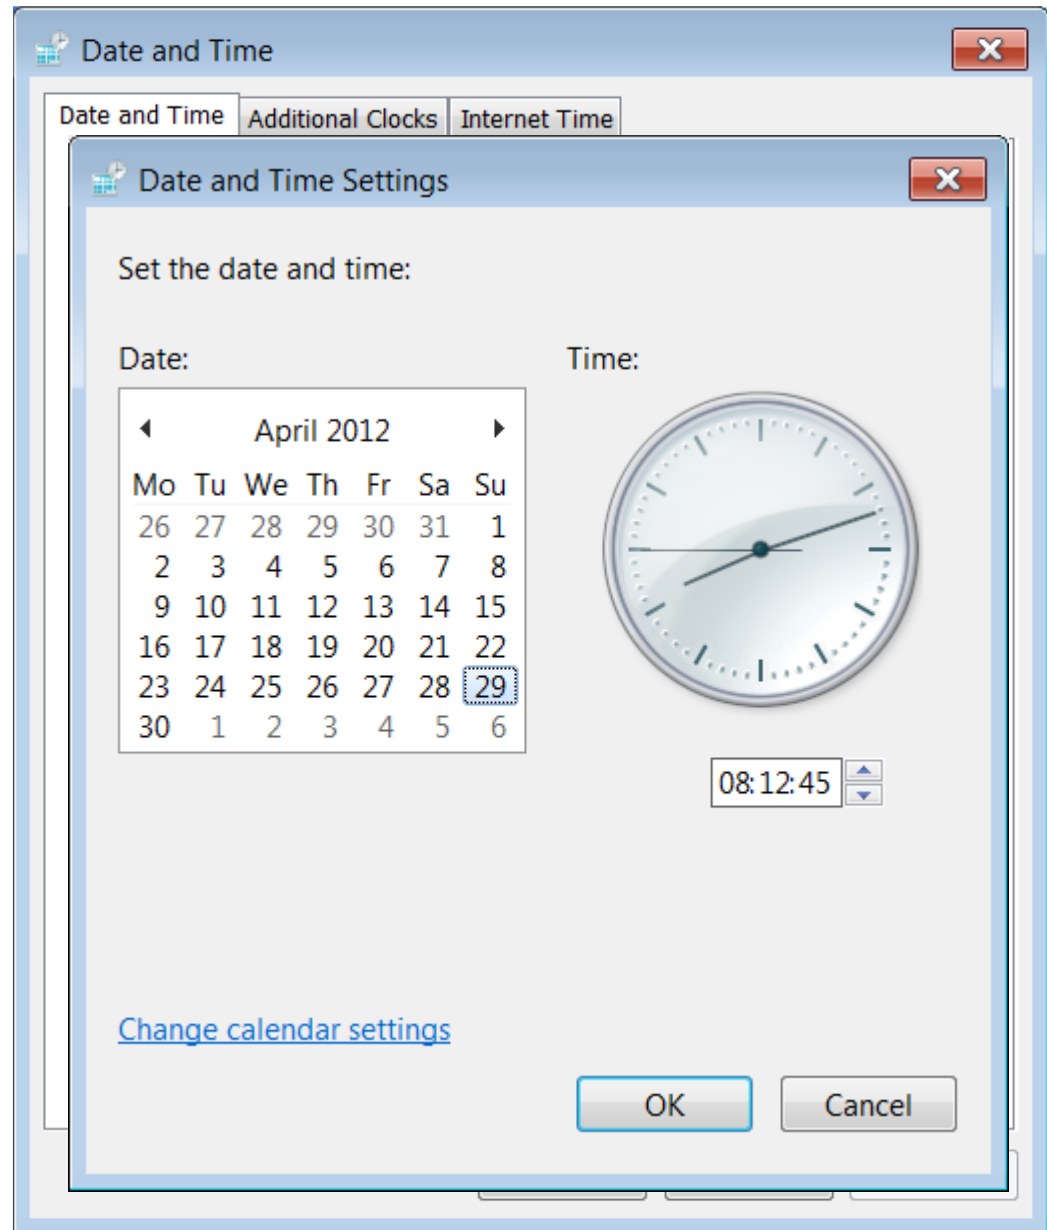 Date and Time
Date and Time Additional Clocks Internet Time
Date and Time Settings
Set the date and time:
Date: Time:
April 2012
Mo Tu We Th Fr Sa Su
26 27 28 29 30 31 1
2 3 4 5 6 7 8
9 10 11 12 13 14 15
16 17 18 19 20 21 22
23 24 25 26 27 28 29
30 1 2 3 4 5 6
08:12:45
Change calendar settings
OK Cancel